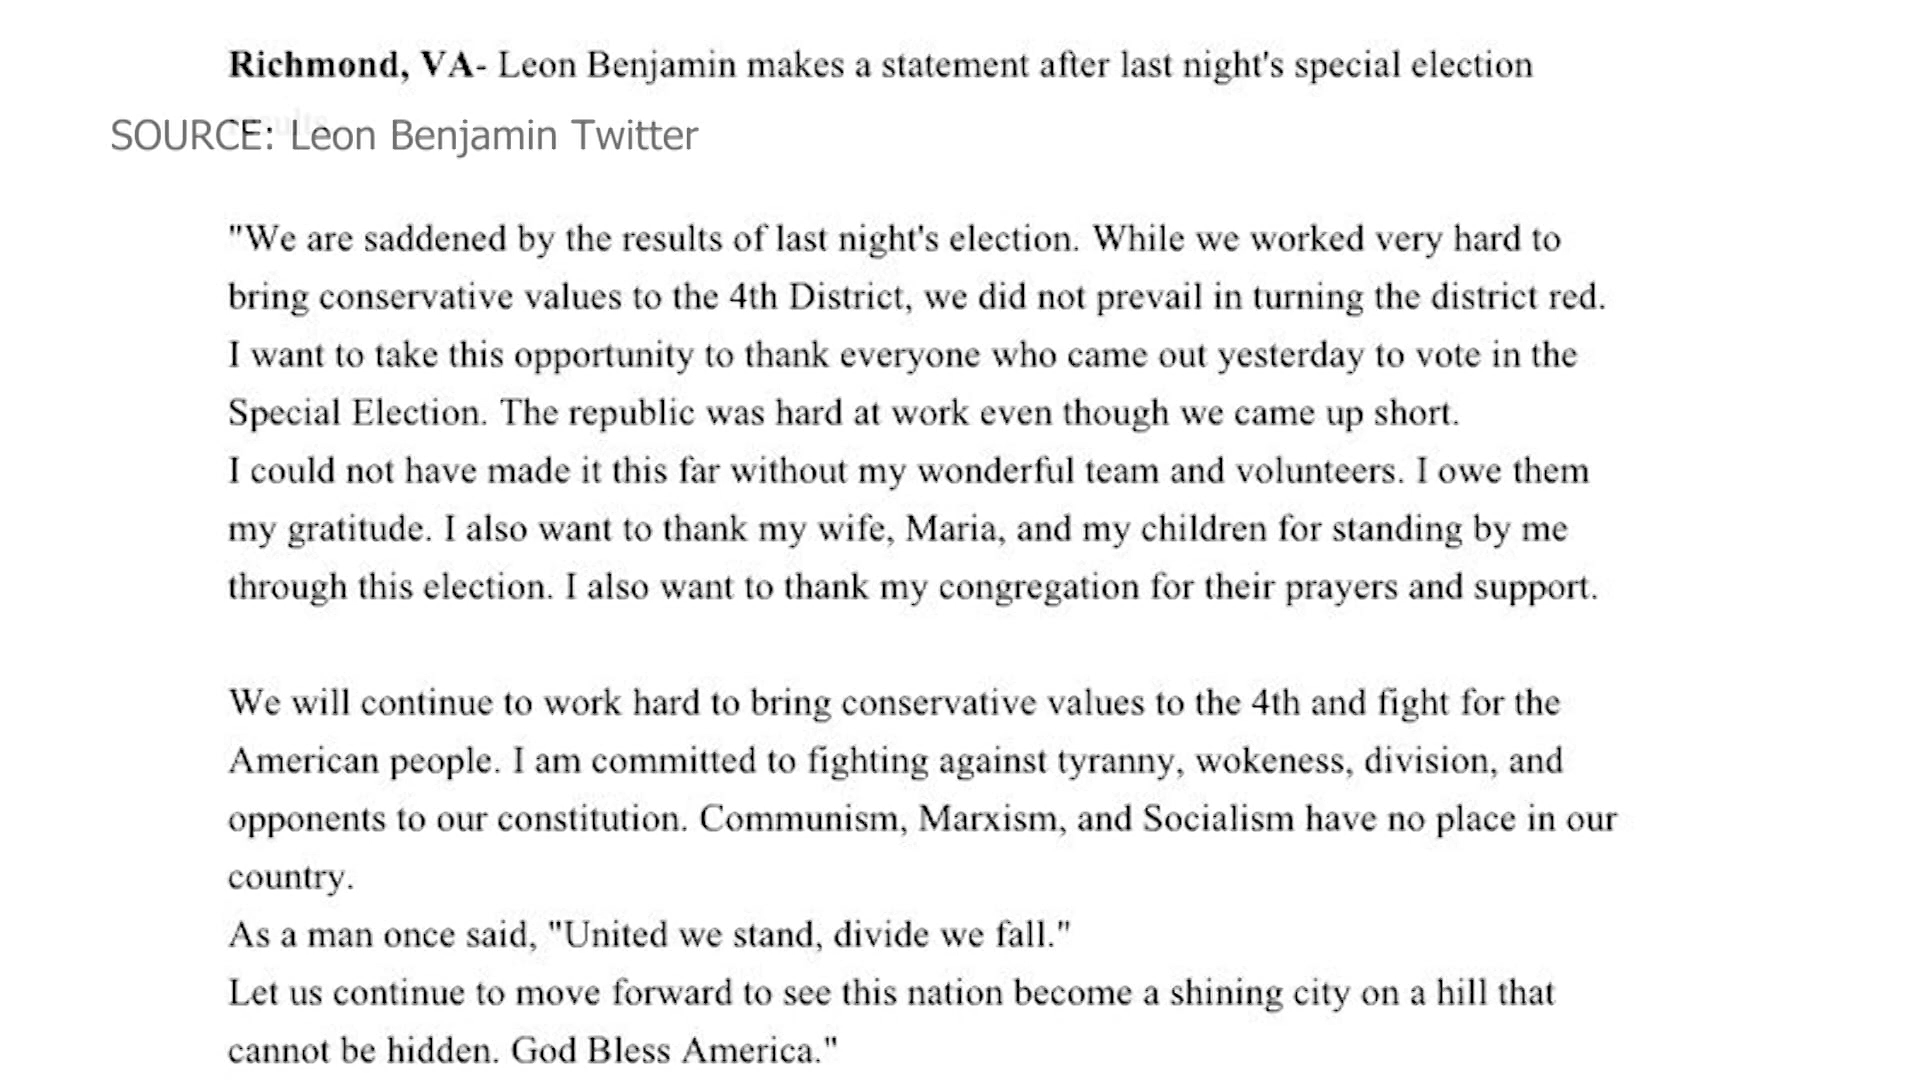 Richmond, VA- Leon Benjamin makes a statement after last night's special election
results
SOURCE: Leon Benjamin Twitter
"We are saddened by the results of last night's election. While we worked very hard to
bring conservative values to the 4th District, we did not prevail in turning the district red.
I want to take this opportunity to thank everyone who came out yesterday to vote in the
Special Election. The republic was hard at work even though we came up short.
I could not have made it this far without my wonderful team and volunteers. I owe them
my gratitude. I also want to thank my wife, Maria, and my children for standing by me
through this election. I also want to thank my congregation for their prayers and support.
We will continue to work hard to bring conservative values to the 4th and fight for the
American people. I am committed to fighting against tyranny, wokeness, division, and
opponents to our constitution. Communism, Marxism, and Socialism have no place in our
country.
As a man once said, "United we stand, divide we fall."
Let us continue to move forward to see this nation become a shining city on a hill that
cannot be hidden. God Bless America."